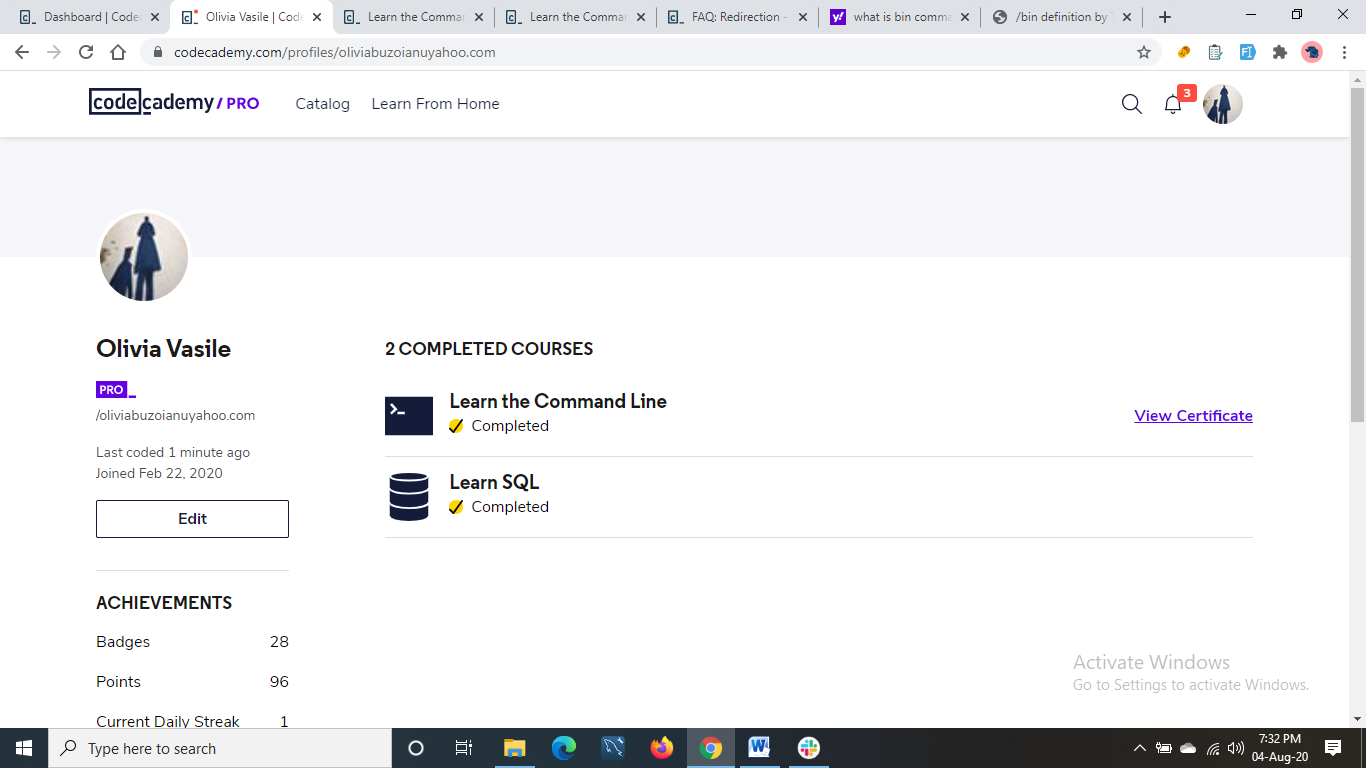 Dashboard | Codec
Olivia Vasile | Code
Learn the Comman
Learn the Comman
FAQ: Redirection -
what is bin comma
/bin definition by
codecademy.com/profiles/oliviabuzoianuyahoo.com
codecademy / PRO
Catalog
Learn From Home
3
Olivia Vasile
PRO
/oliviabuzoianuyahoo.com
Last coded 1 minute ago
Joined Feb 22, 2020
Edit
ACHIEVEMENTS
Badges 28
Points 96
Current Daily Streak 1
2 COMPLETED COURSES
Learn the Command Line
Completed
View Certificate
Learn SQL
Completed
Activate Windows
Go to Settings to activate Windows.
Type here to search
7:32 PM
04-Aug-20